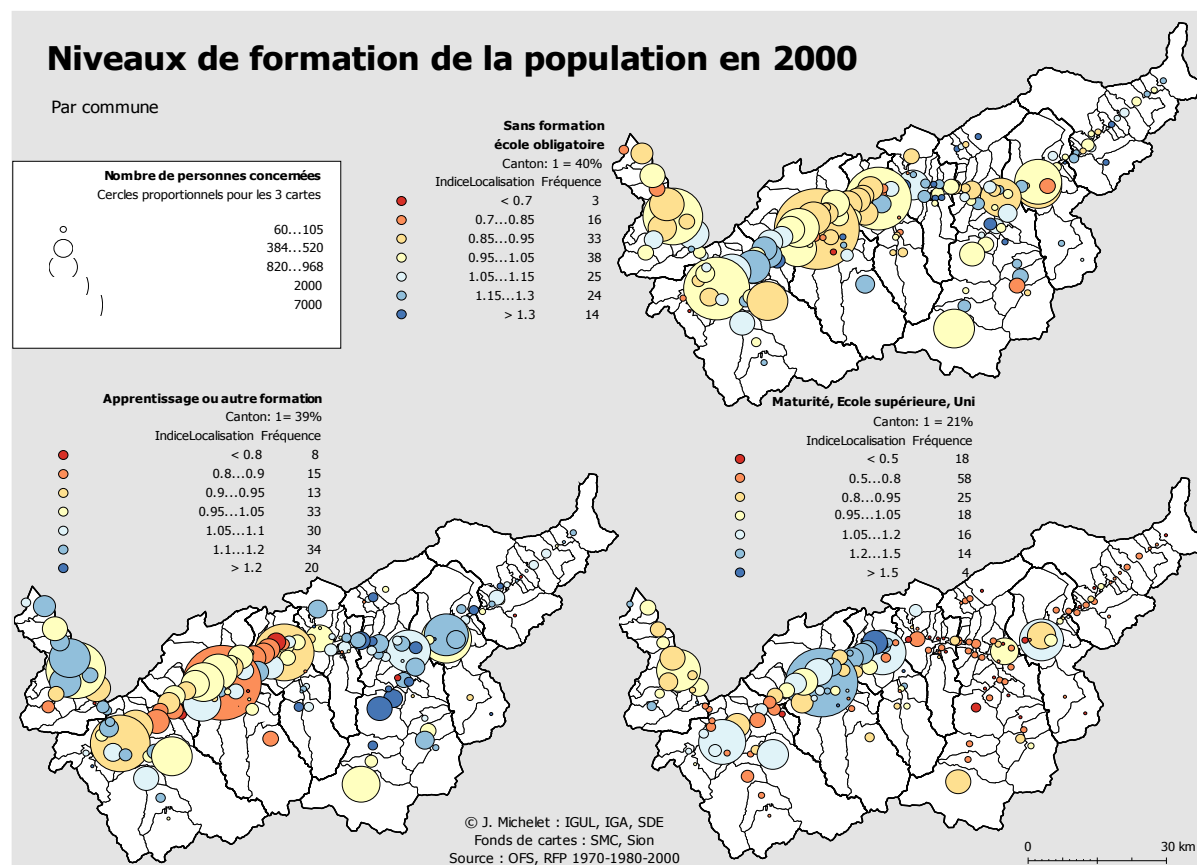 Niveaux de formation de la population en 2000
Par commune
Nombre de personnes concernées
Cercles proportionnels pour les 3 cartes
60...105
384...520
820...968
2000
7000
Sans formation
école obligatoire
Canton: 1 = 40%
IndiceLocalisation Fréquence
< 0.7 3
0.7...0.85 16
0.85...0.95 33
0.95...1.05 38
1.05...1.15 25
1.15...1.3 24
> 1.3 14
Apprentissage ou autre formation
Canton: 1= 39%
IndiceLocalisation Fréquence
< 0.8 8
0.8...0.9 15
0.9...0.95 13
0.95...1.05 33
1.05...1.1 30
1.1...1.2 34
> 1.2 20
Maturité, Ecole supérieure, Uni
Canton: 1 = 21%
IndiceLocalisation Fréquence
< 0.5 18
0.5...0.8 58
0.8...0.95 25
0.95...1.05 18
1.05...1.2 16
1.2...1.5 14
> 1.5 4
© J. Michelet : IGUL, IGA, SDE
Fonds de cartes : SMC, Sion
Source : OFS, RFP 1970-1980-2000
0 30 km